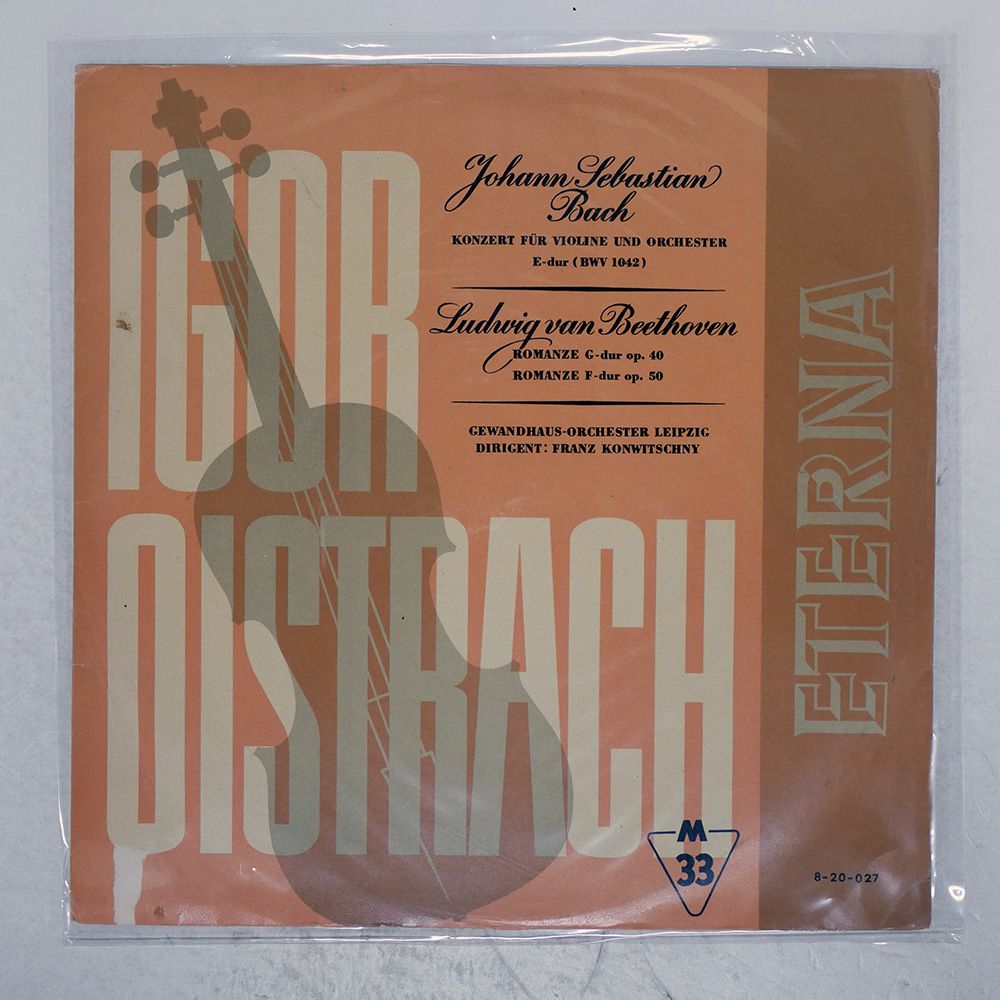 IGOR
OISTRACH
Johann Sebastian
Bach
KONZERT FÜR VIOLINE UND ORCHESTER
E-dur (BWV 1042)
Ludwig van Beethoven
ROMANZE G-dur op. 40
ROMANZE F-dur op. 50
GEWANDHAUS-ORCHESTER LEIPZIG
DIRIGENT: FRANZ KONWITSCHNY
ETERNA
M
33
8-20-027